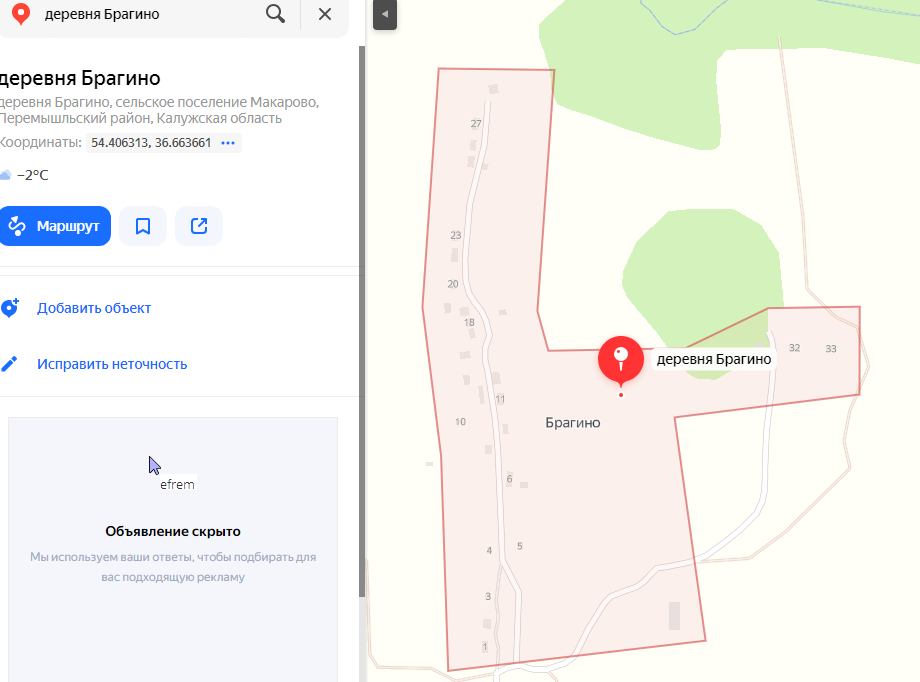 деревня Брагино
деревня Брагино
деревня Брагино, сельское поселение Макарово,
Перемышльский район, Калужская область
Координаты: 54.406313, 36.663661
−2°C
Маршрут
Добавить объект
Исправить неточность
efrem
Объявление скрыто
Мы используем ваши ответы, чтобы подбирать для
вас подходящую рекламу
27
23
20
18
32
33
деревня Брагино
11
10
Брагино
6
4
5
3
1